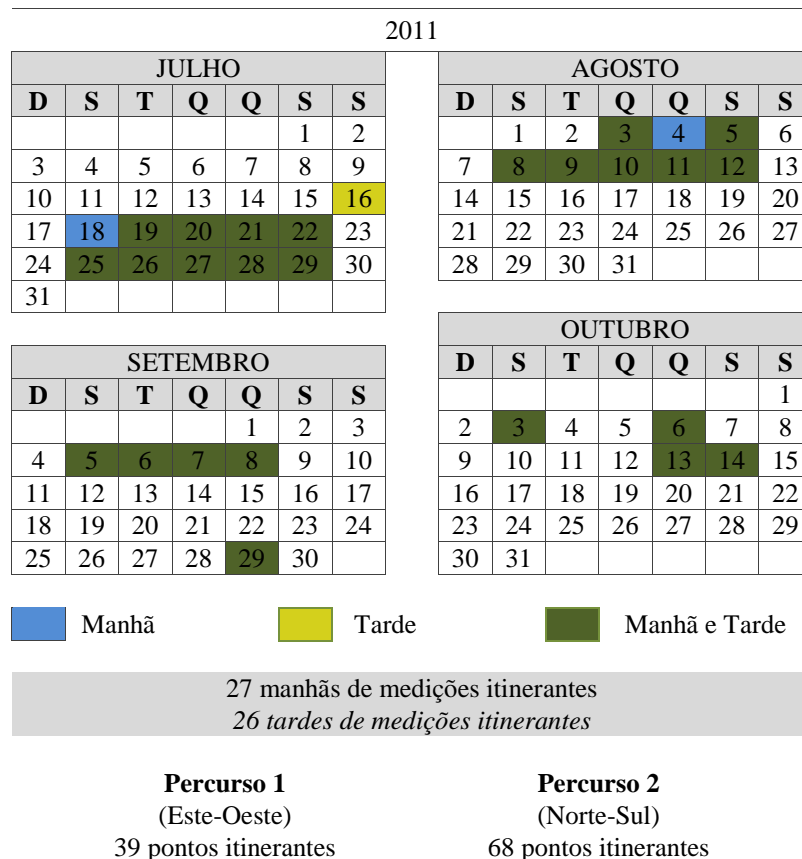 2011
JULHO
D S T Q Q S S
1 2
3 4 5 6 7 8 9
10 11 12 13 14 15 16
17 18 19 20 21 22 23
24 25 26 27 28 29 30
31
AGOSTO
D S T Q Q S S
1 2 3 4 5 6
7 8 9 10 11 12 13
14 15 16 17 18 19 20
21 22 23 24 25 26 27
28 29 30 31
SETEMBRO
D S T Q Q S S
1 2 3
4 5 6 7 8 9 10
11 12 13 14 15 16 17
18 19 20 21 22 23 24
25 26 27 28 29 30
OUTUBRO
D S T Q Q S S
1
2 3 4 5 6 7 8
9 10 11 12 13 14 15
16 17 18 19 20 21 22
23 24 25 26 27 28 29
30 31
Manhã Tarde Manhã e Tarde
27 manhãs de medições itinerantes
26 tardes de medições itinerantes
Percurso 1
(Este-Oeste)
39 pontos itinerantes
Percurso 2
(Norte-Sul)
68 pontos itinerantes